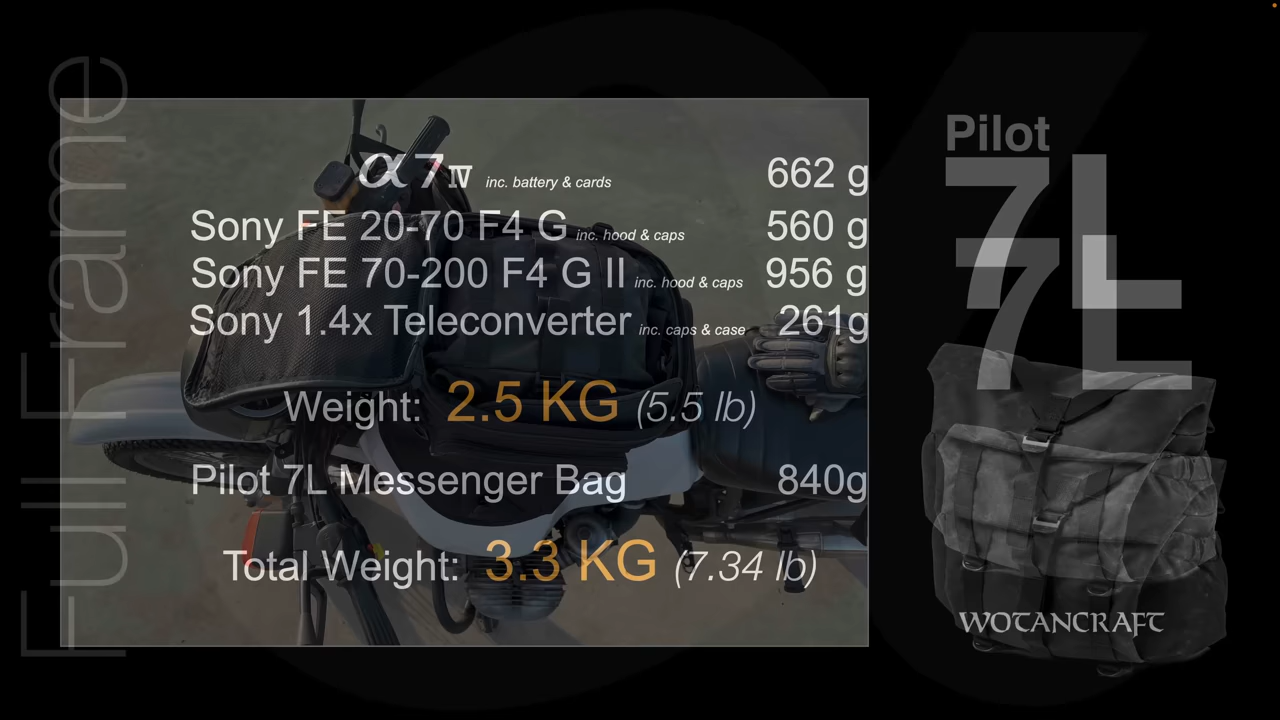 Full Frame
α7IV inc. battery & cards 662 g
Sony FE 20-70 F4 G inc. hood & caps 560 g
Sony FE 70-200 F4 G II inc. hood & caps 956 g
Sony 1.4x Teleconverter inc. caps & case 261g
Weight: 2.5 KG (5.5 lb)
Pilot 7L Messenger Bag 840g
Total Weight: 3.3 KG (7.34 lb)
Pilot
7L
7L
WOTANCRAFT